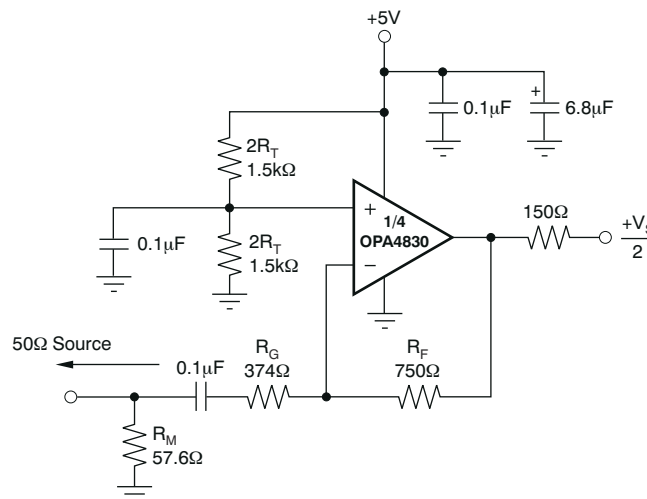 +5V
0.1µF
6.8µF
+
2R_T
1.5kΩ
+
1/4
OPA4830
−
150Ω
0.1µF
2R_T
1.5kΩ
2
50Ω Source
0.1µF
R_G
374Ω
R_F
750Ω
R_M
57.6Ω